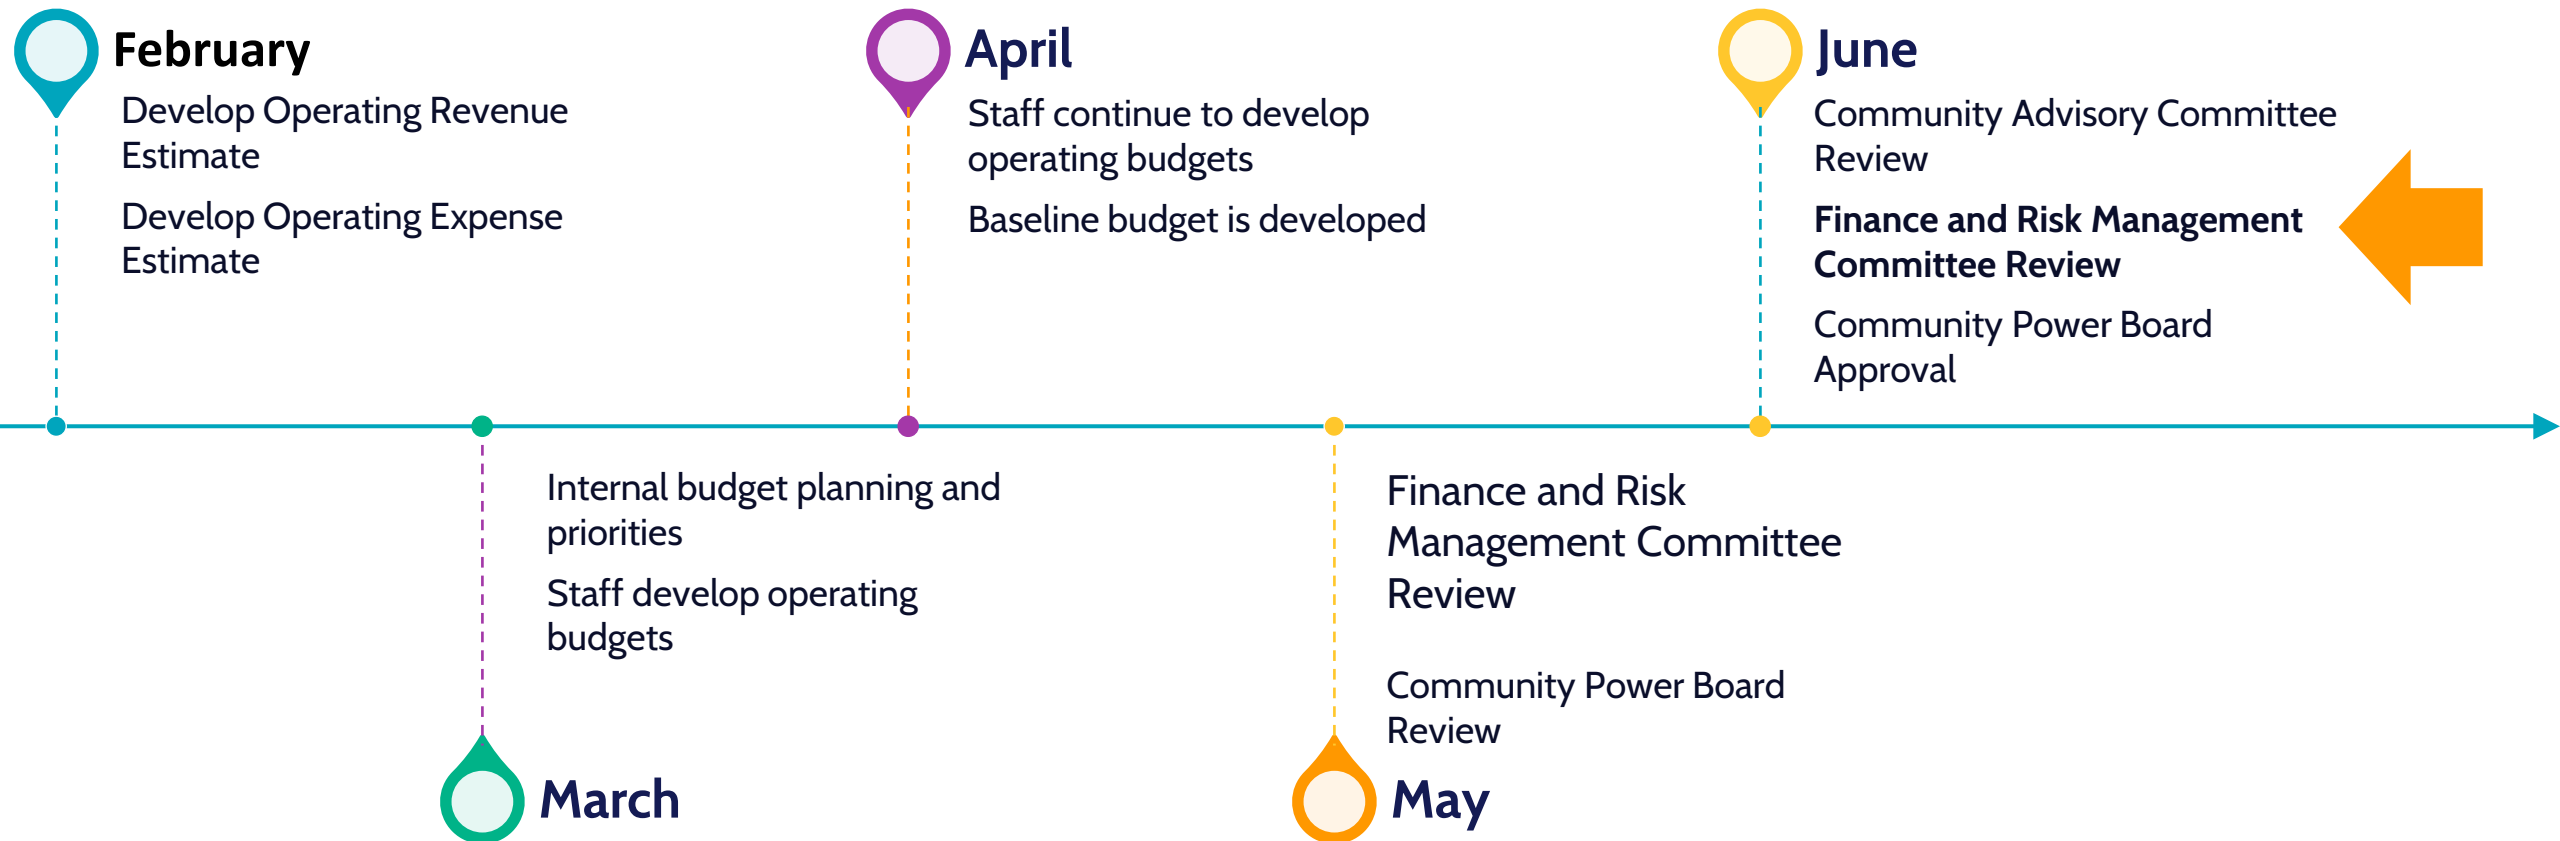 February
Develop Operating Revenue
Estimate
Develop Operating Expense
Estimate
April
Staff continue to develop
operating budgets
Baseline budget is developed
June
Community Advisory Committee
Review
Finance and Risk Management
Committee Review
Community Power Board
Approval
Internal budget planning and
priorities
Staff develop operating
budgets
March
Finance and Risk
Management Committee
Review
Community Power Board
Review
May